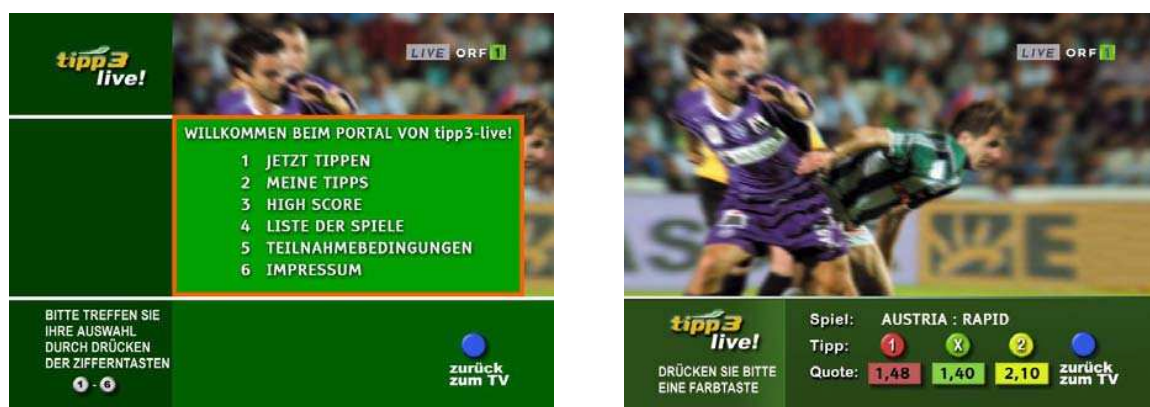 tipp3
live!
LIVE ORF 1
WILLKOMMEN BEIM PORTAL VON tipp3-live!
1 JETZT TIPPEN
2 MEINE TIPPS
3 HIGH SCORE
4 LISTE DER SPIELE
5 TEILNAHMEBEDINGUNGEN
6 IMPRESSUM
BITTE TREFFEN SIE
IHRE AUSWAHL
DURCH DRÜCKEN
DER ZIFFERNTASTEN
1 - 6
zurück
zum TV
LIVE ORF 1
tipp3
live!
DRÜCKEN SIE BITTE
EINE FARBTASTE
Spiel: AUSTRIA : RAPID
Tipp: 1 X 2
Quote: 1,48 1,40 2,10
zurück
zum TV